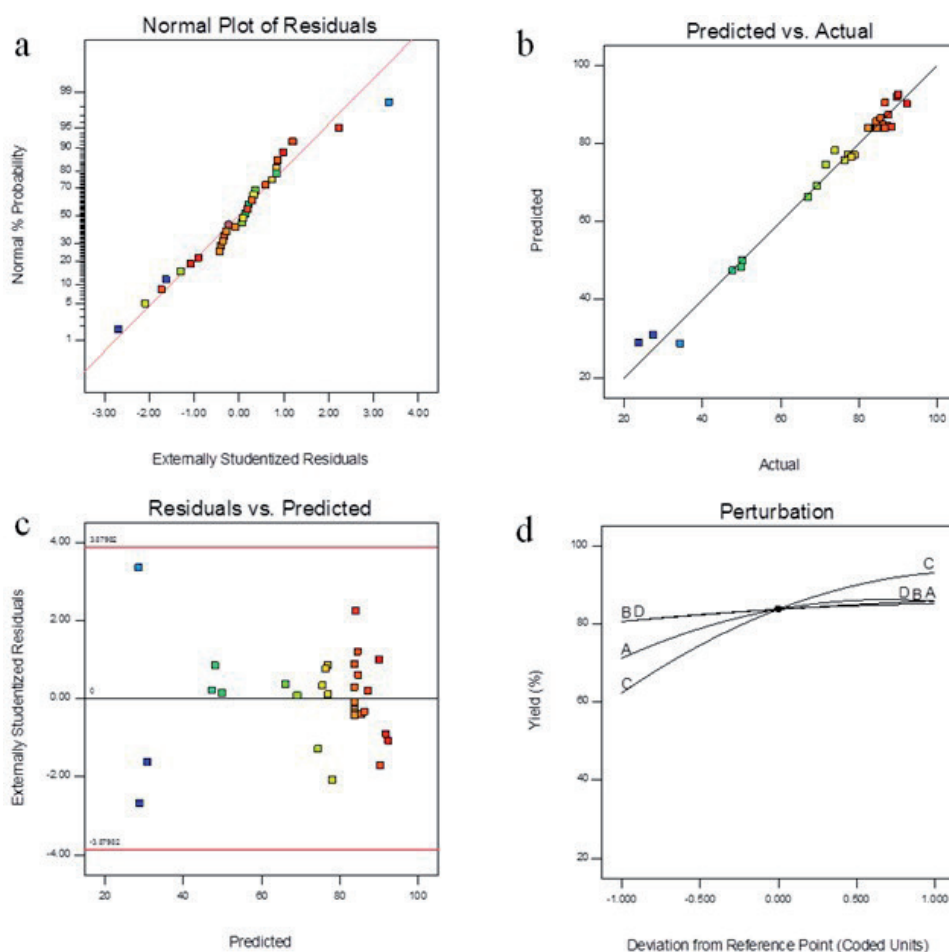 a
Normal Plot of Residuals
Normal % Probability
99
95
90
80
70
50
30
20
10
5
1
-3.00 -2.00 -1.00 0.00 1.00 2.00 3.00 4.00
Externally Studentized Residuals
b
Predicted vs. Actual
Predicted
100
80
60
40
20
20 40 60 80 100
Actual
c
Residuals vs. Predicted
Externally Studentized Residuals
4.00
3.87982
2.00
0.00
0
-2.00
-3.87982
-4.00
20 40 60 80 100
Predicted
d
Perturbation
Yield (%)
100
80
60
40
20
C
D B A
B D
A
C
-1.000 -0.500 0.000 0.500 1.000
Deviation from Reference Point (Coded Units)